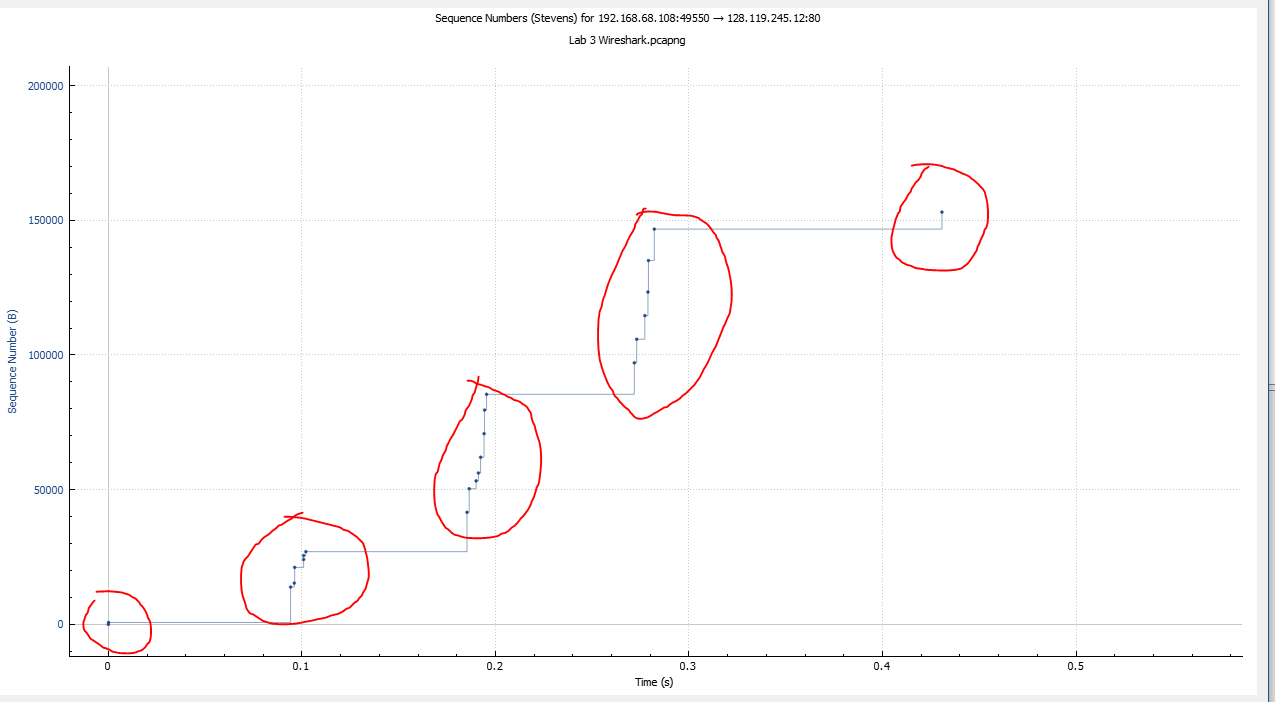 Sequence Numbers (Stevens) for 192.168.68.108:49550 → 128.119.245.12:80
Lab 3 Wireshark.pcapng
200000
150000
100000
50000
0
Sequence Number (B)
0 0.1 0.2 0.3 0.4 0.5
Time (s)